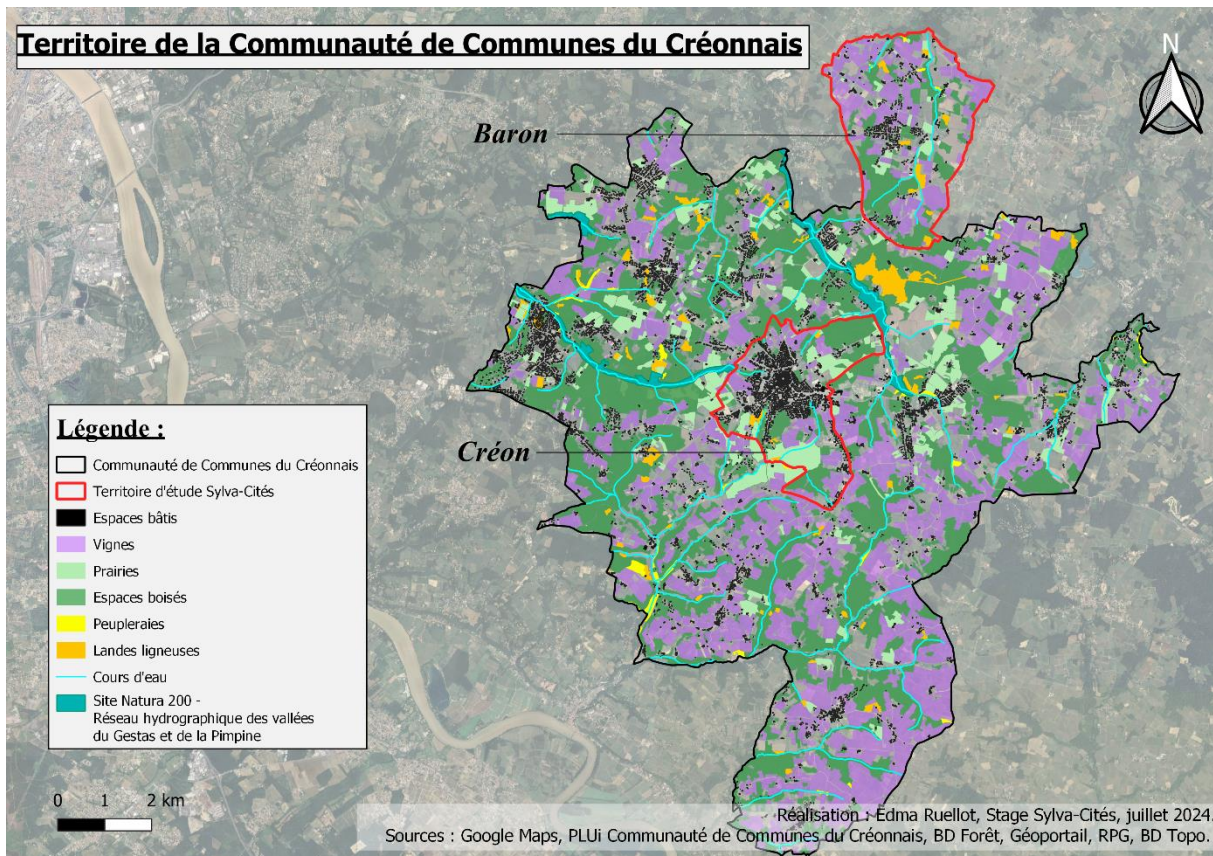 Territoire de la Communauté de Communes du Créonnais
N
Baron
Créon
Légende :
Communauté de Communes du Créonnais
Territoire d'étude Sylva-Cités
Espaces bâtis
Vignes
Prairies
Espaces boisés
Peupleraies
Landes ligneuses
Cours d'eau
Site Natura 200 -
Réseau hydrographique des vallées
du Gestas et de la Pimpine
0 1 2 km
Réalisation : Edma Ruellot, Stage Sylva-Cités, juillet 2024.
Sources : Google Maps, PLUi Communauté de Communes du Créonnais, BD Forêt, Géoportail, RPG, BD Topo.